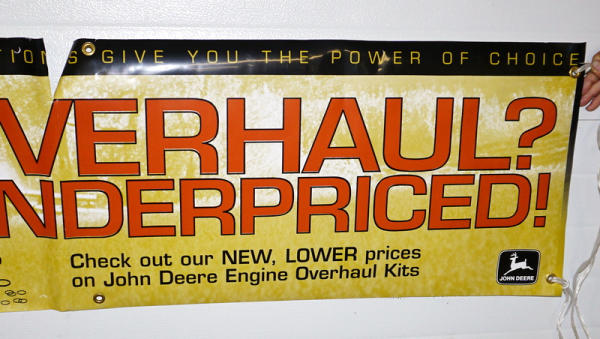 TIONS GIVE YOU THE POWER OF CHOICE
VERHAUL?
NDERPRICED!
Check out our NEW, LOWER prices
on John Deere Engine Overhaul Kits
JOHN DEERE